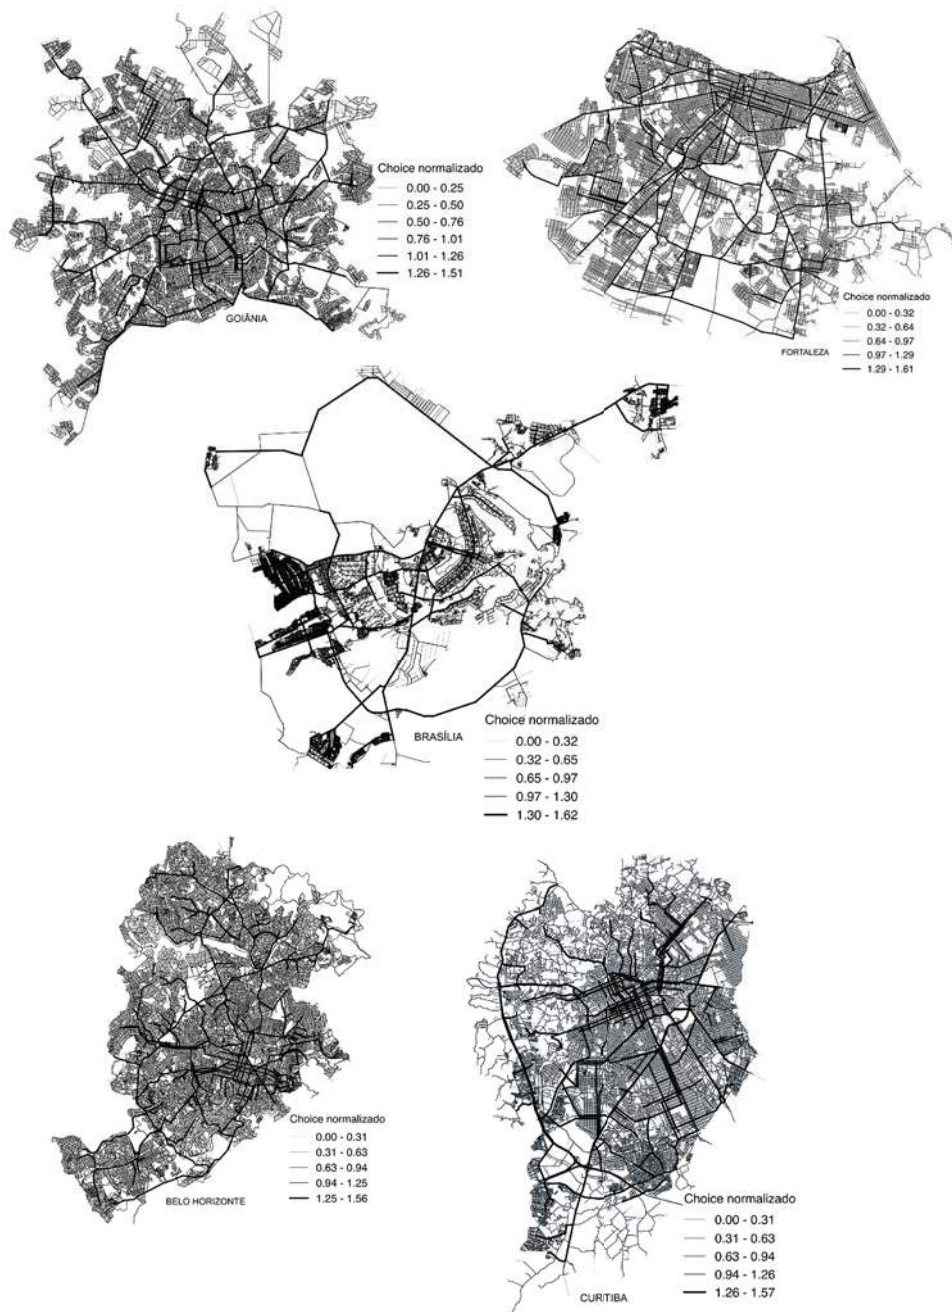 Choice normalizado
0.00 - 0.25
0.25 - 0.50
0.50 - 0.76
0.76 - 1.01
1.01 - 1.26
1.26 - 1.51
GOIÂNIA
Choice normalizado
0.00 - 0.32
0.32 - 0.64
0.64 - 0.97
0.97 - 1.29
1.29 - 1.61
FORTALEZA
Choice normalizado
0.00 - 0.32
0.32 - 0.65
0.65 - 0.97
0.97 - 1.30
1.30 - 1.62
BRASÍLIA
Choice normalizado
0.00 - 0.31
0.31 - 0.63
0.63 - 0.94
0.94 - 1.25
1.25 - 1.56
BELO HORIZONTE
Choice normalizado
0.00 - 0.31
0.31 - 0.63
0.63 - 0.94
0.94 - 1.26
1.26 - 1.57
CURITIBA